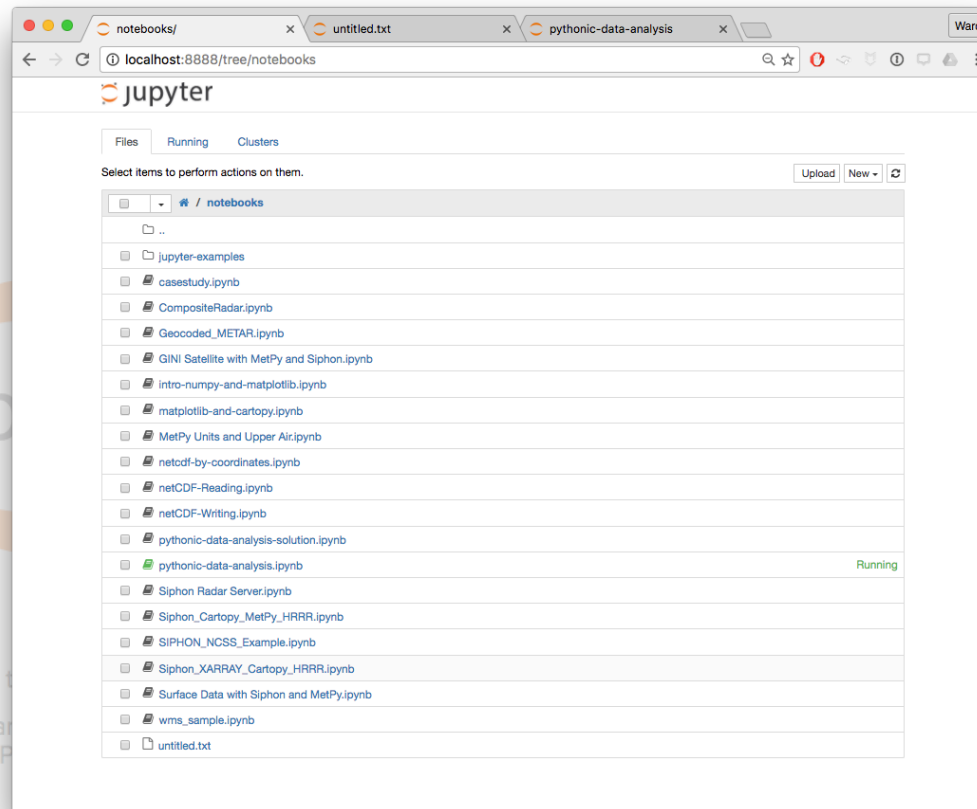 notebooks/ untitled.txt pythonic-data-analysis
localhost:8888/tree/notebooks
jupyter
Files Running Clusters
Select items to perform actions on them. Upload New
/ notebooks
..
jupyter-examples
casestudy.ipynb
CompositeRadar.ipynb
Geocoded_METAR.ipynb
GINI Satellite with MetPy and Siphon.ipynb
intro-numpy-and-matplotlib.ipynb
matplotlib-and-cartopy.ipynb
MetPy Units and Upper Air.ipynb
netcdf-by-coordinates.ipynb
netCDF-Reading.ipynb
netCDF-Writing.ipynb
pythonic-data-analysis-solution.ipynb
pythonic-data-analysis.ipynb Running
Siphon Radar Server.ipynb
Siphon_Cartopy_MetPy_HRRR.ipynb
SIPHON_NCSS_Example.ipynb
Siphon_XARRAY_Cartopy_HRRR.ipynb
Surface Data with Siphon and MetPy.ipynb
wms_sample.ipynb
untitled.txt